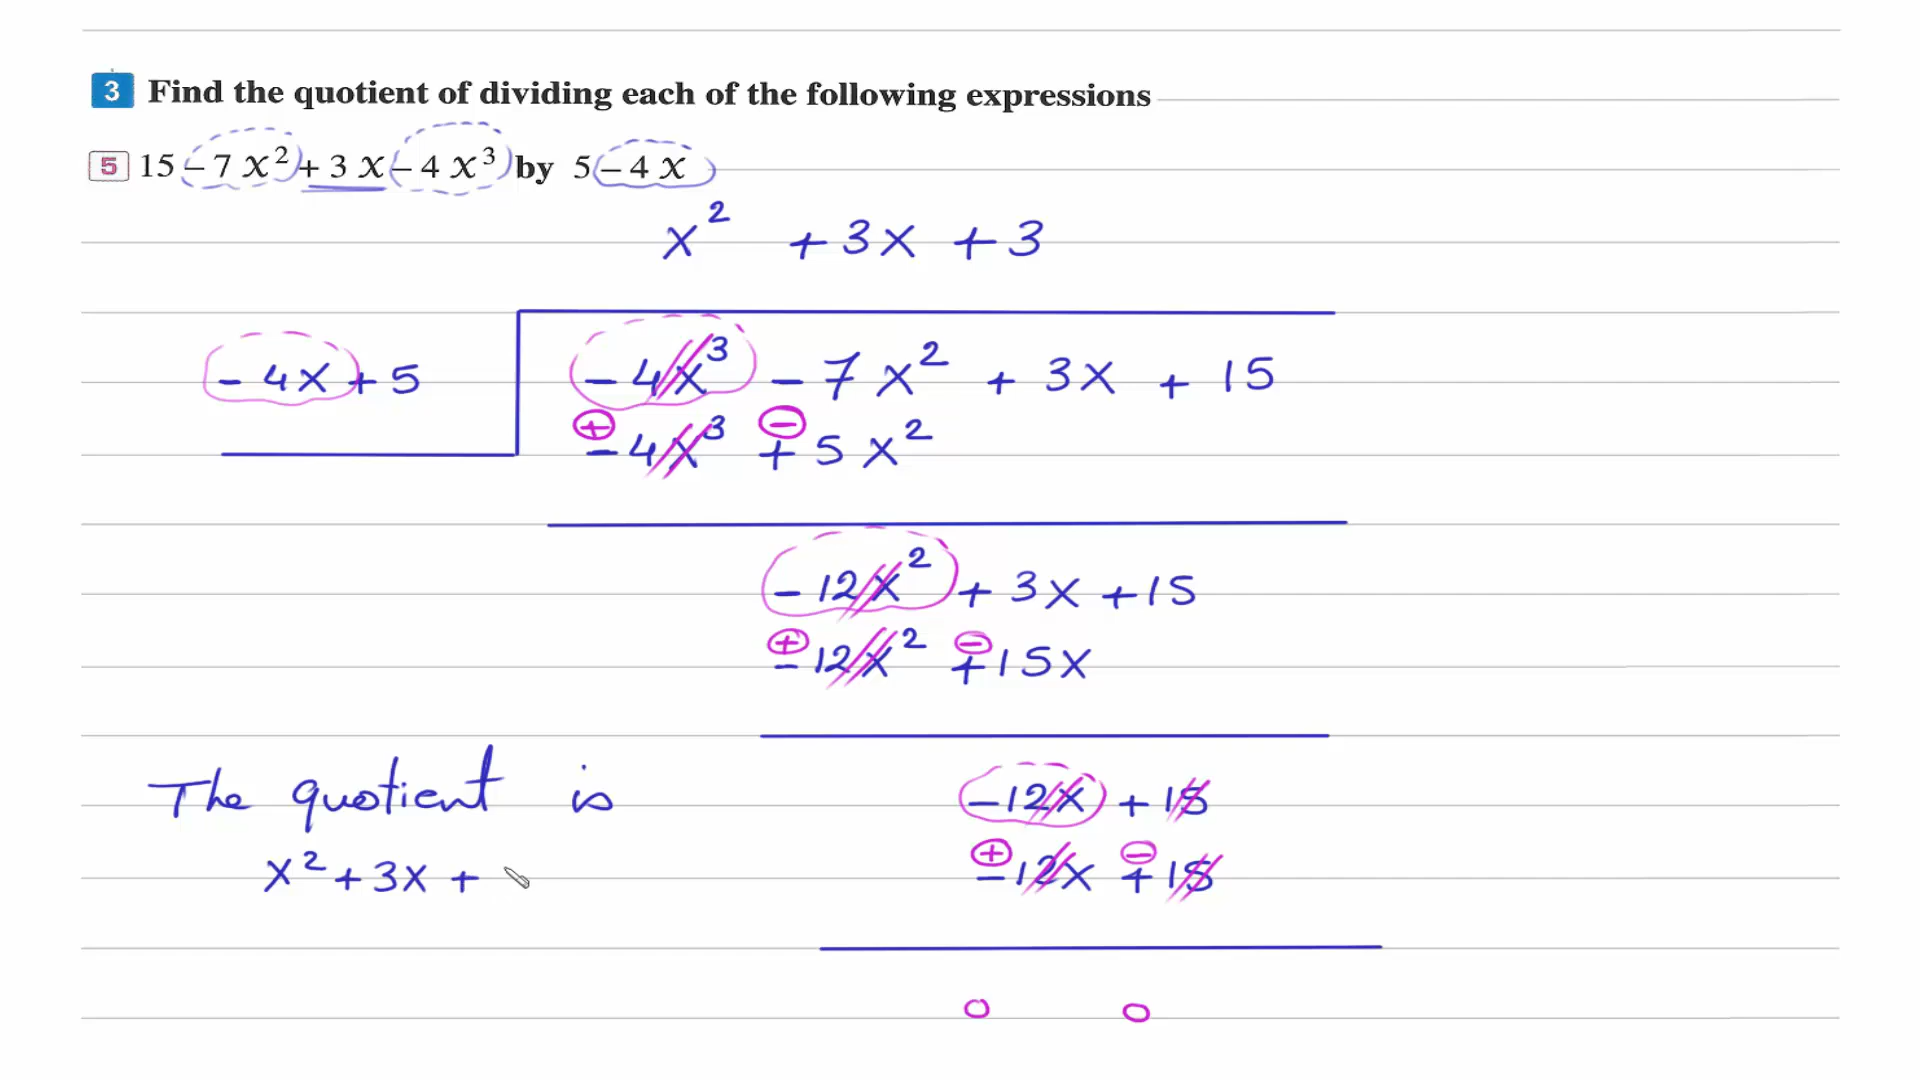 3 Find the quotient of dividing each of the following expressions
5 15 – 7 x² + 3 x – 4 x³ by 5 – 4 x
x² + 3x + 3
- 4x + 5 - 4x³ - 7x² + 3x + 15
⊕ ⊖
- 4x³ + 5x²
- 12x² + 3x + 15
⊕ ⊖
- 12x² + 15x
- 12x + 15
⊕ ⊖
- 12x + 15
The quotient is
x² + 3x +
0 0